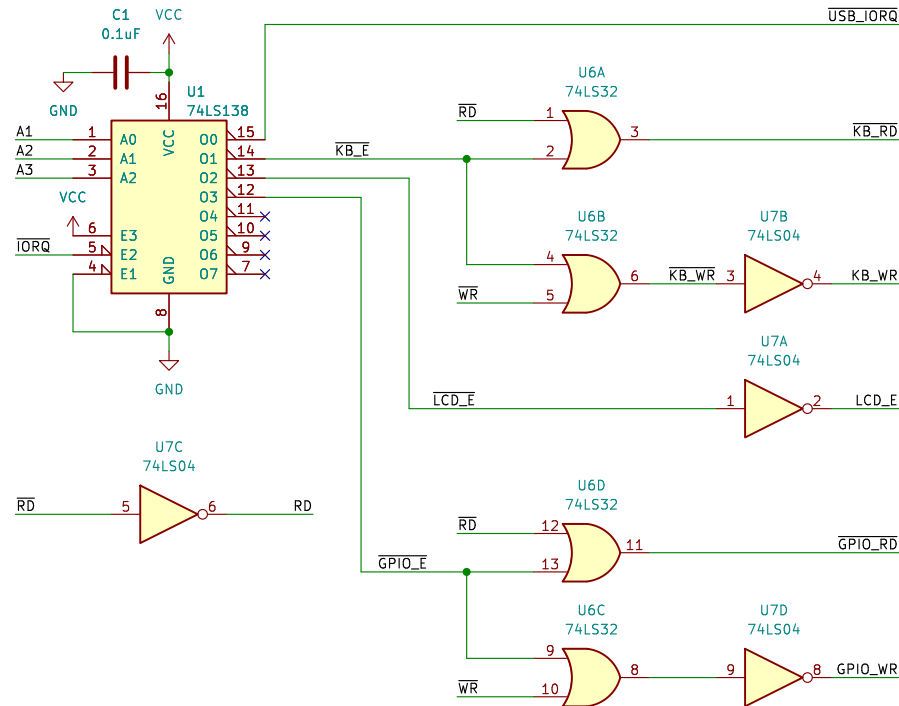 USB_IORQ
C1
VCC
0.1uF
GND
16
U1
74LS138
A1 1 A0 VCC O0 15
A2 2 A1 O1 14 KB_E
A3 3 A2 O2 13
VCC O3 12
O4 11
6 E3 O5 10
IORQ 5 E2 O6 9
4 E1 GND O7 7
8
GND
U6A
74LS32
RD 1
3 KB_RD
2
U6B
74LS32
U7B
74LS04
4
6 KB_WR 3 4 KB_WR
WR 5
U7A
74LS04
LCD_E 1 2 LCD_E
U7C
74LS04
RD 5 6 RD
U6D
74LS32
RD 12
11 GPIO_RD
GPIO_E 13
U6C
74LS32
U7D
74LS04
9
8 9 8 GPIO_WR
WR 10